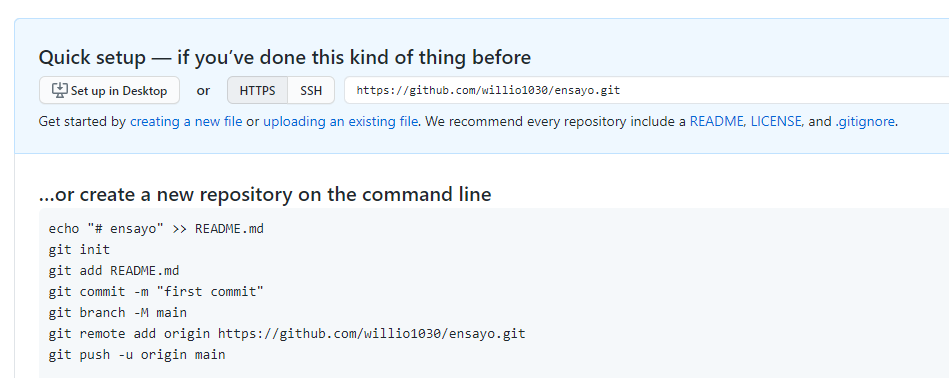 Quick setup — if you've done this kind of thing before
Set up in Desktop or HTTPS SSH https://github.com/willio1030/ensayo.git
Get started by creating a new file or uploading an existing file. We recommend every repository include a README, LICENSE, and .gitignore.
...or create a new repository on the command line
echo "# ensayo" >> README.md
git init
git add README.md
git commit -m "first commit"
git branch -M main
git remote add origin https://github.com/willio1030/ensayo.git
git push -u origin main